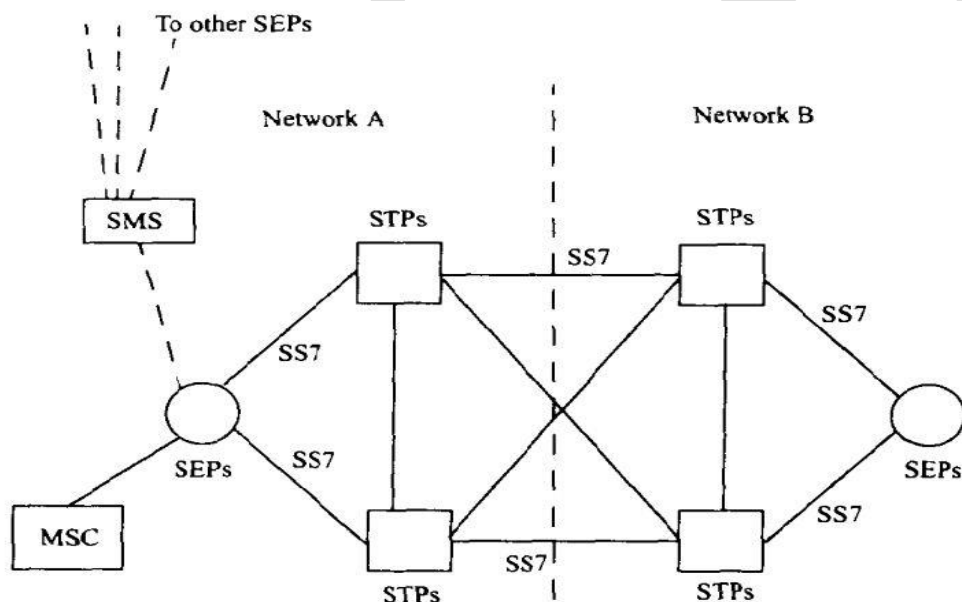 To other SEPs
Network A
Network B
SMS
STPs
STPs
SS7
SS7
SS7
SEPs
SS7
SEPs
MSC
SS7
SS7
STPs
STPs